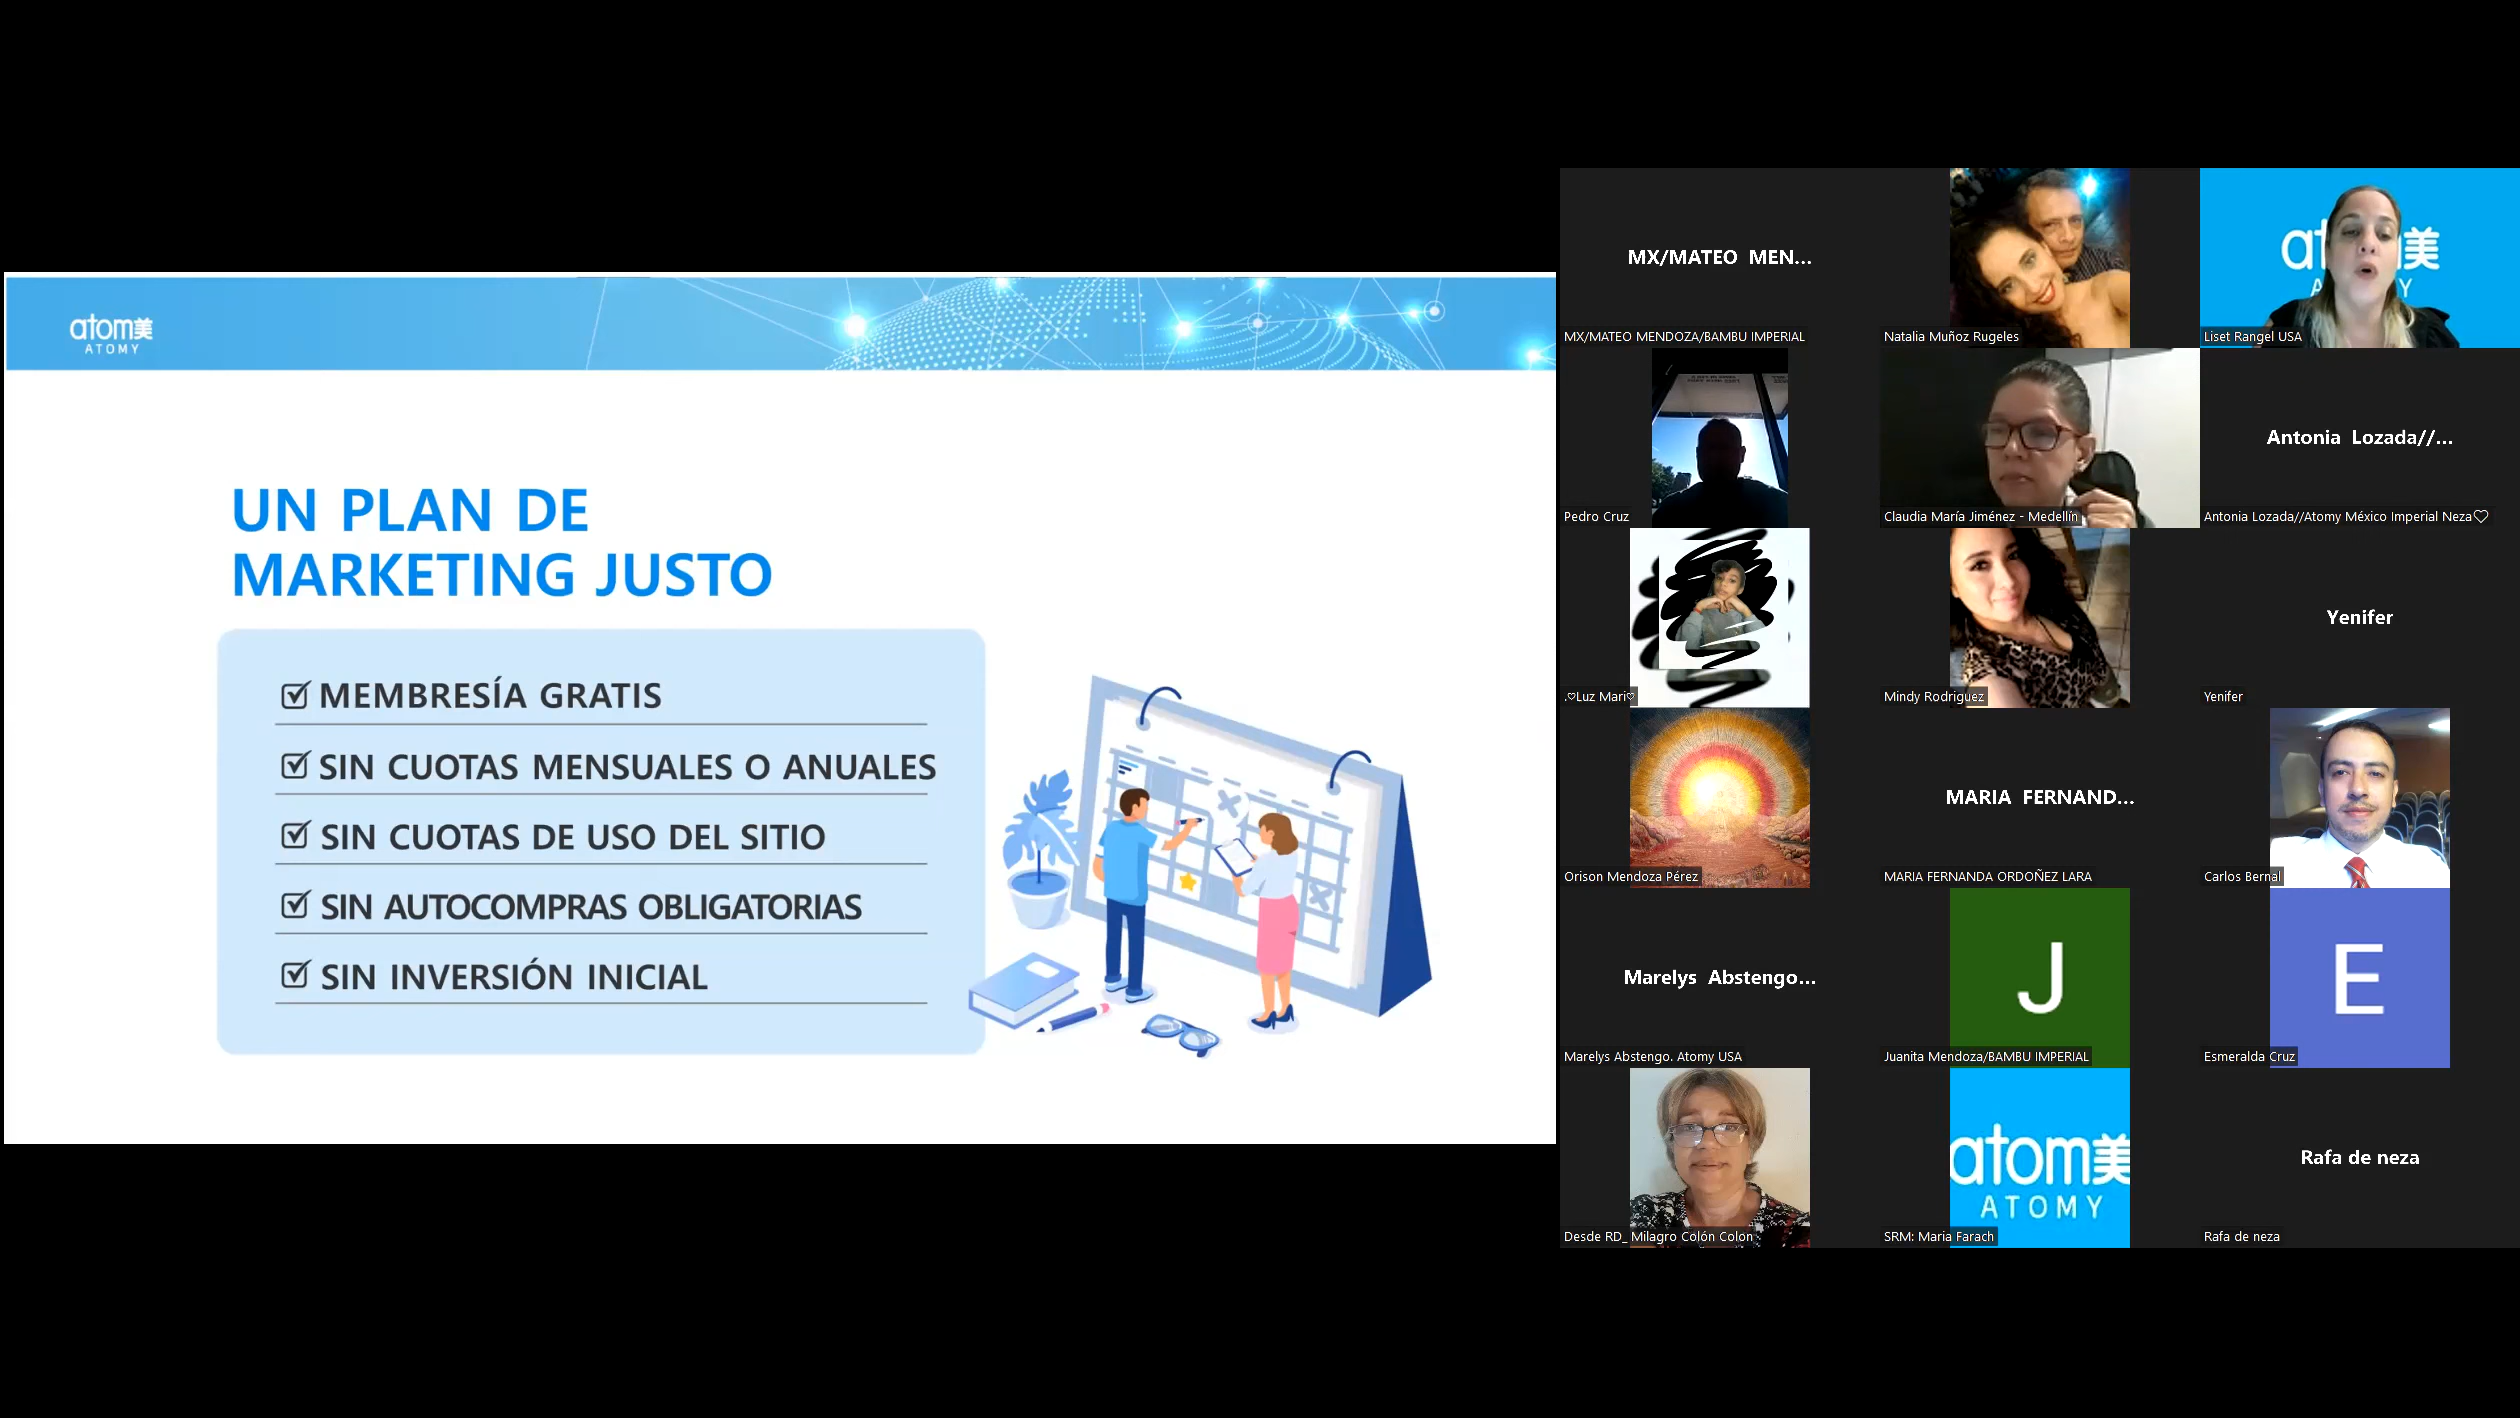 atom美
ATOMY
UN PLAN DE
MARKETING JUSTO
MEMBRESÍA GRATIS
SIN CUOTAS MENSUALES O ANUALES
SIN CUOTAS DE USO DEL SITIO
SIN AUTOCOMPRAS OBLIGATORIAS
SIN INVERSIÓN INICIAL
MX/MATEO MEN...
MX/MATEO MENDOZA/BAMBU IMPERIAL
Natalia Muñoz Rugeles
Liset Rangel USA
Pedro Cruz
Claudia María Jiménez - Medellín
Antonia Lozada//...
Antonia Lozada//Atomy México Imperial Neza♡
.♡Luz Mari♡
Mindy Rodriguez
Yenifer
Yenifer
Orison Mendoza Pérez
MARIA FERNAND...
MARIA FERNANDA ORDOÑEZ LARA
Carlos Bernal
Marelys Abstengo...
Marelys Abstengo. Atomy USA
J
Juanita Mendoza/BAMBU IMPERIAL
E
Esmeralda Cruz
Desde RD_ Milagro Colón Colon
atom美
ATOMY
SRM: Maria Farach
Rafa de neza
Rafa de neza